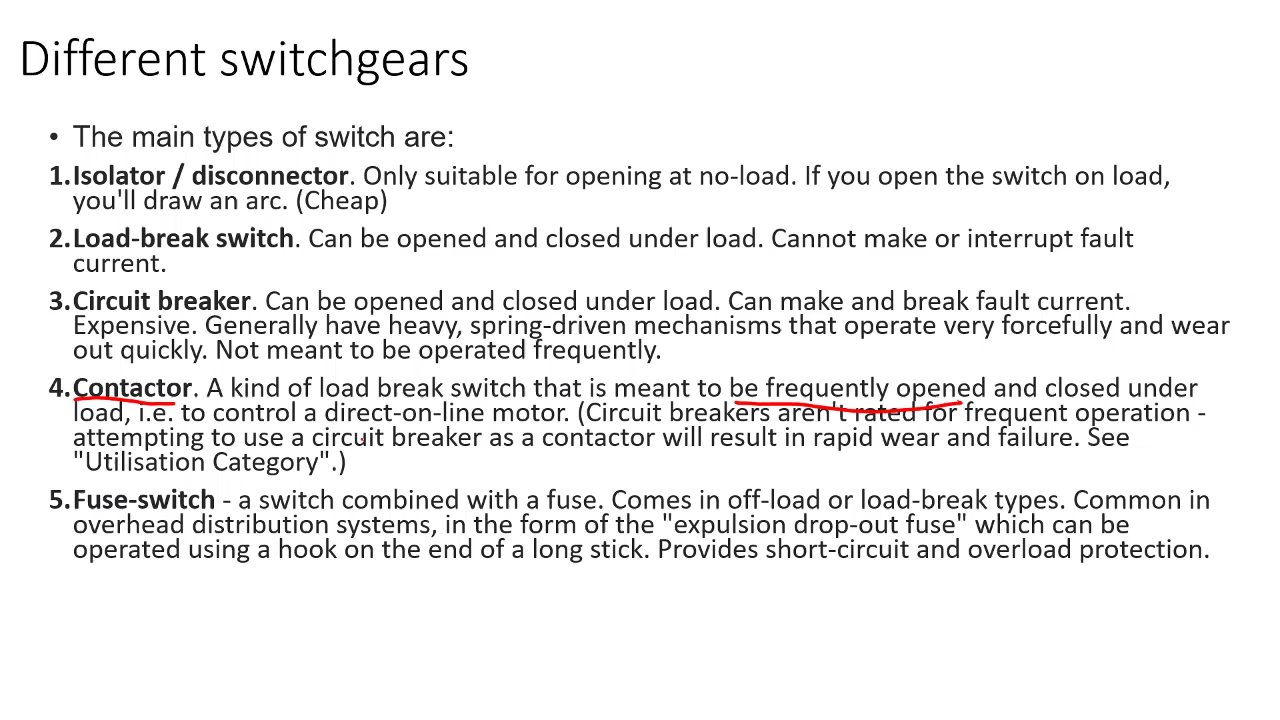 Different switchgears
• The main types of switch are:
1.Isolator / disconnector. Only suitable for opening at no-load. If you open the switch on load,
you'll draw an arc. (Cheap)
2.Load-break switch. Can be opened and closed under load. Cannot make or interrupt fault
current.
3.Circuit breaker. Can be opened and closed under load. Can make and break fault current.
Expensive. Generally have heavy, spring-driven mechanisms that operate very forcefully and wear
out quickly. Not meant to be operated frequently.
4.Contactor. A kind of load break switch that is meant to be frequently opened and closed under
load, i.e. to control a direct-on-line motor. (Circuit breakers aren't rated for frequent operation -
attempting to use a circuit breaker as a contactor will result in rapid wear and failure. See
"Utilisation Category".)
5.Fuse-switch - a switch combined with a fuse. Comes in off-load or load-break types. Common in
overhead distribution systems, in the form of the "expulsion drop-out fuse" which can be
operated using a hook on the end of a long stick. Provides short-circuit and overload protection.